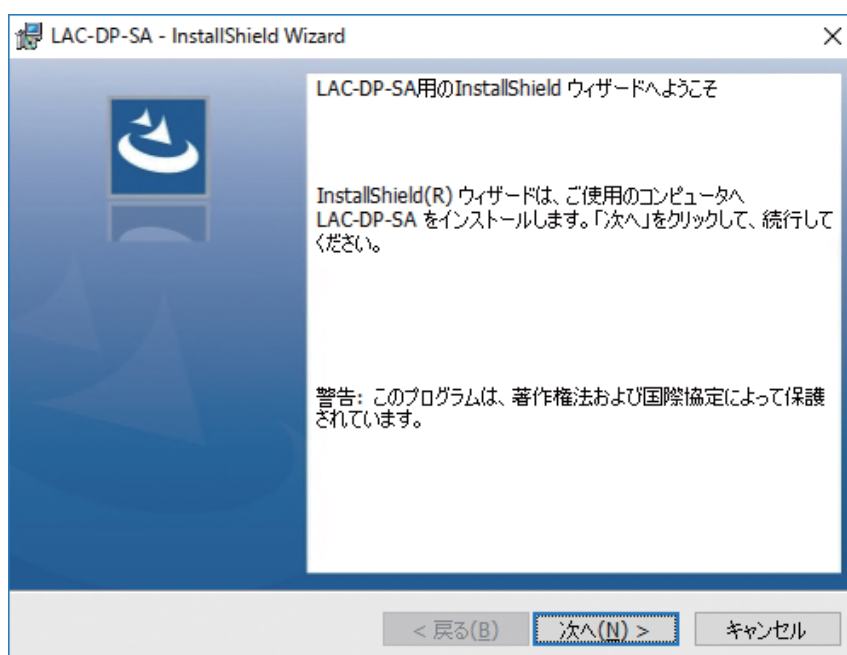 LAC-DP-SA - InstallShield Wizard
LAC-DP-SA用のInstallShield ウィザードへようこそ
InstallShield(R) ウィザードは、ご使用のコンピュータへ
LAC-DP-SA をインストールします。「次へ」をクリックして、続行して
ください。
警告: このプログラムは、著作権法および国際協定によって保護
されています。
< 戻る(B) 次へ(N) > キャンセル